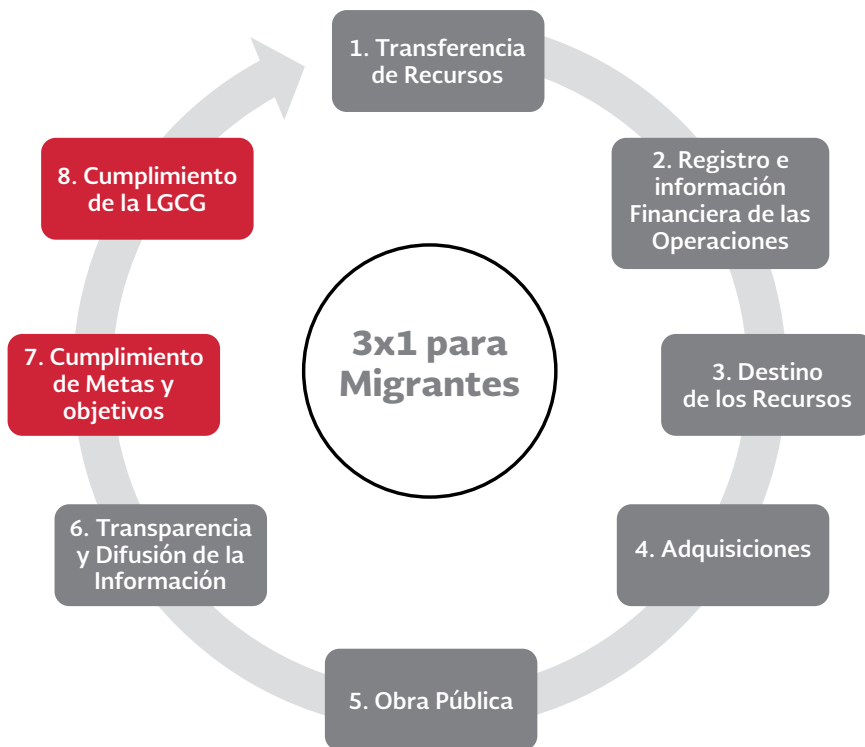 1. Transferencia
de Recursos
2. Registro e
información
Financiera de las
Operaciones
3. Destino
de los Recursos
4. Adquisiciones
5. Obra Pública
6. Transparencia
y Difusión de la
Información
7. Cumplimiento
de Metas y
objetivos
8. Cumplimiento
de la LGCG
3x1 para
Migrantes